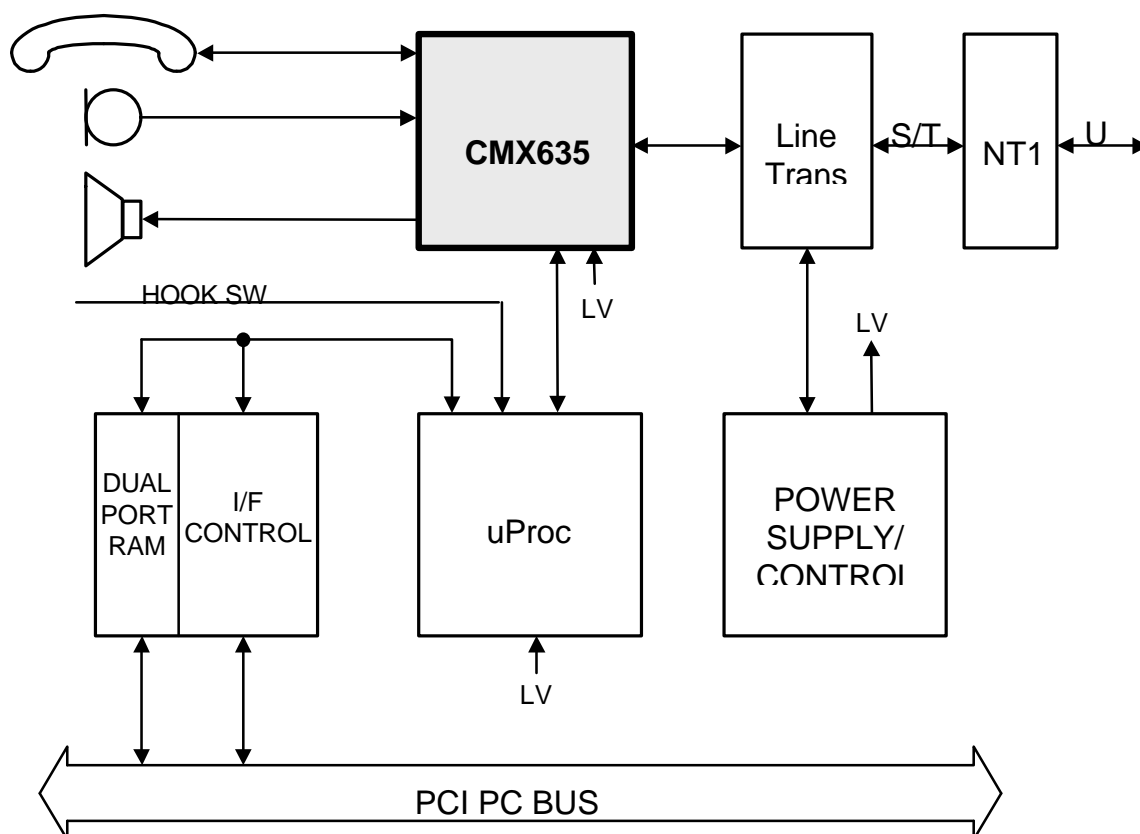 CMX635
Line
Trans
S/T
NT1
U
HOOK SW
LV
LV
DUAL
PORT
RAM
I/F
CONTROL
uProc
POWER
SUPPLY/
CONTROL
LV
PCI PC BUS